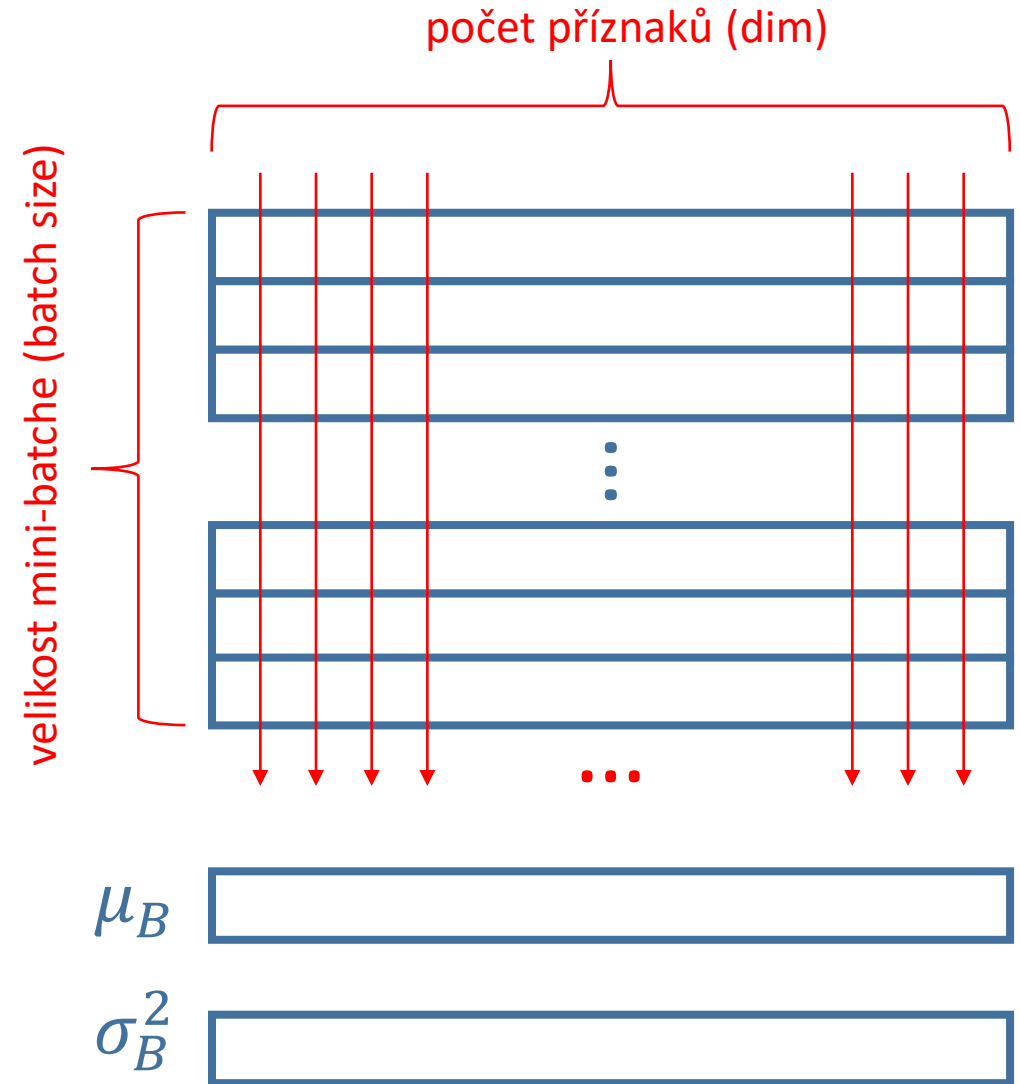 počet příznaků (dim)
velikost mini-batche (batch size)
...
μ_B
σ_B^2